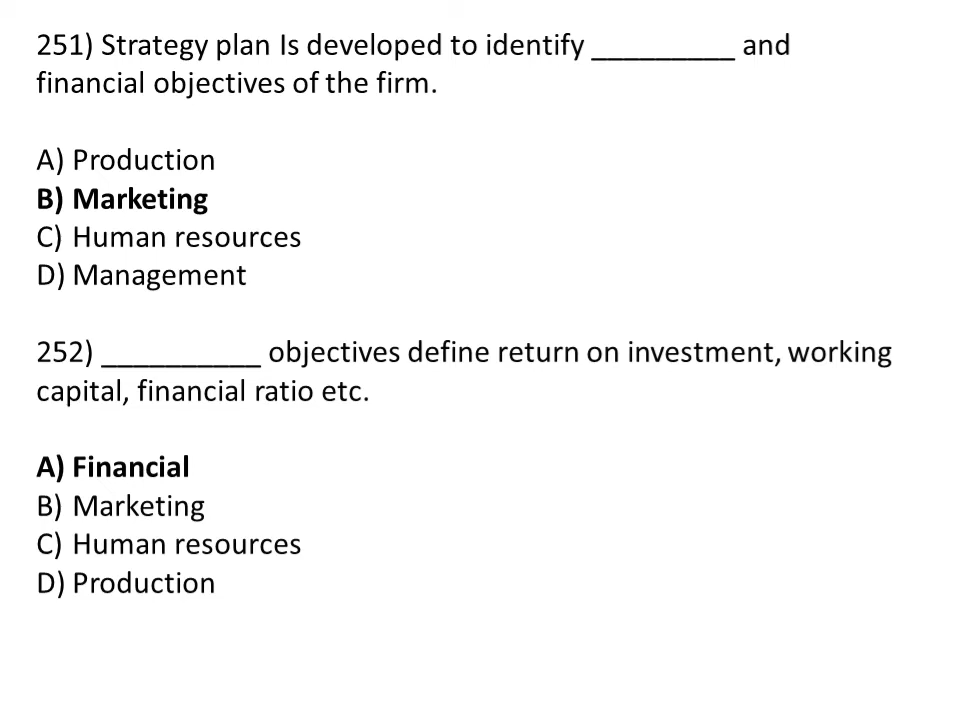 251) Strategy plan Is developed to identify _________ and
financial objectives of the firm.
A) Production
B) Marketing
C) Human resources
D) Management
252) __________ objectives define return on investment, working
capital, financial ratio etc.
A) Financial
B) Marketing
C) Human resources
D) Production